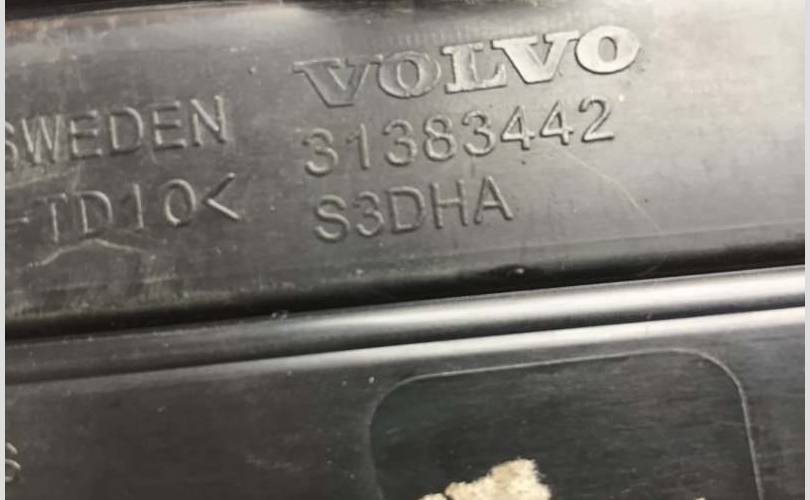 VOLVO
SWEDEN 31383442
-TD10< S3DHA
S